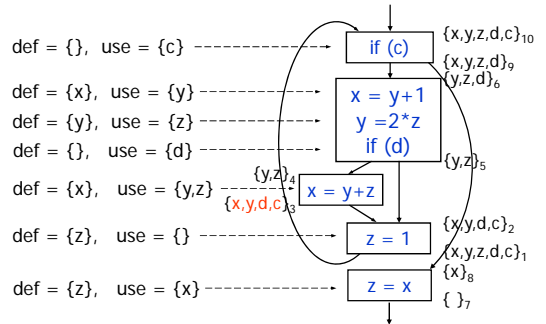 {x,y,z,d,c}10
def = {}, use = {c}
if (c)
{x,y,z,d}9
{y,z,d}6
def = {x}, use = {y}
x = y+1
def = {y}, use = {z}
y =2*z
def = {}, use = {d}
if (d)
{y,z}5
{y,z}4
def = {x}, use = {y,z}
x = y+z
{x,y,d,c}3
{x,y,d,c}2
def = {z}, use = {}
z = 1
{x,y,z,d,c}1
{x}8
def = {z}, use = {x}
z = x
{ }7